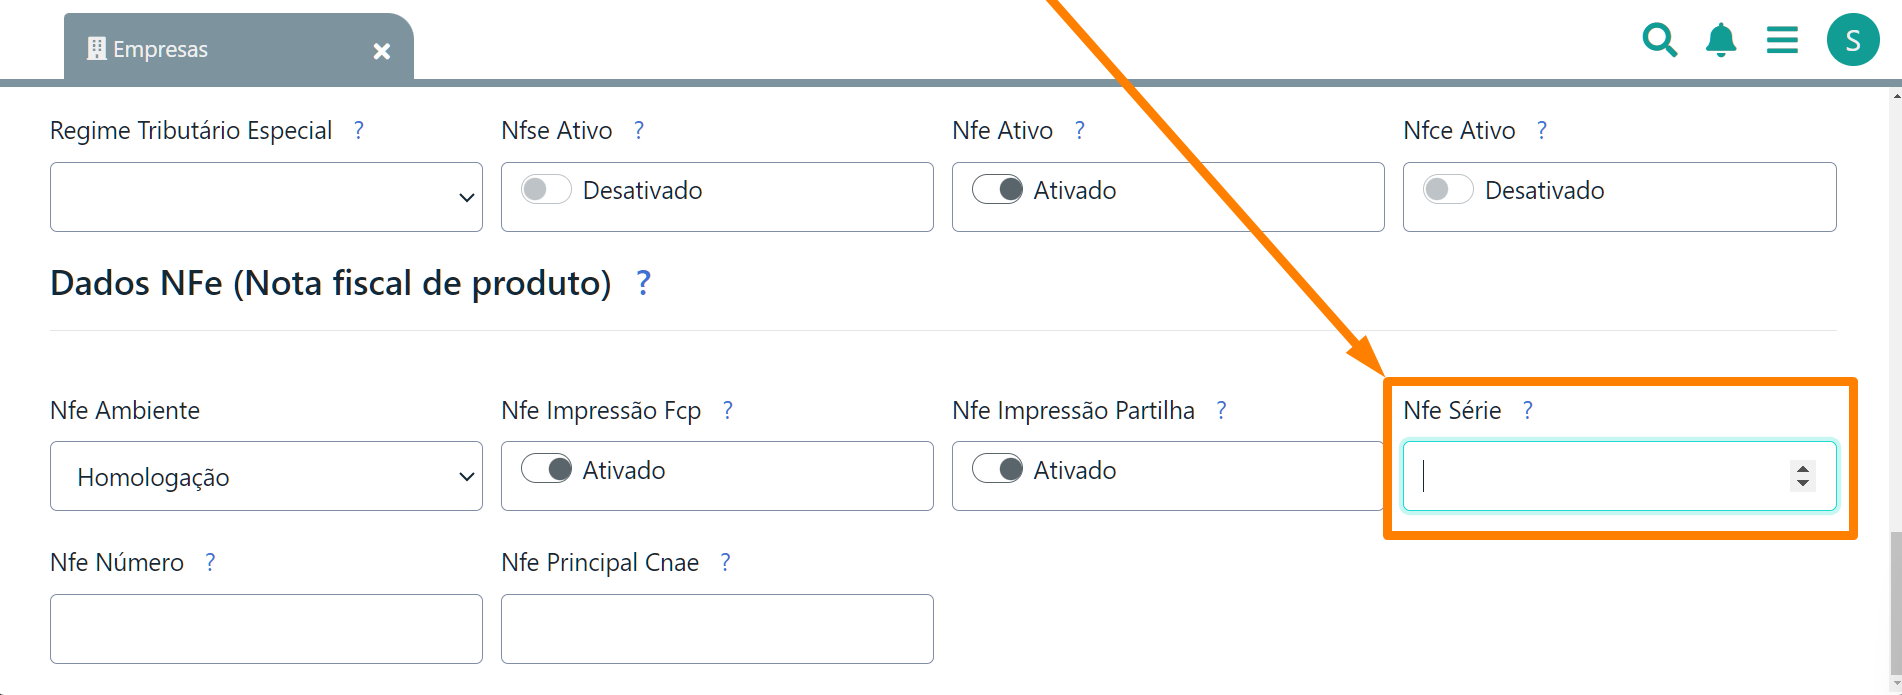 Empresas
S
Regime Tributário Especial ? Nfse Ativo ? Nfe Ativo ? Nfce Ativo ?
Desativado Ativado Desativado
Dados NFe (Nota fiscal de produto) ?
Nfe Ambiente Nfe Impressão Fcp ? Nfe Impressão Partilha ? Nfe Série ?
Homologação Ativado Ativado
Nfe Número ? Nfe Principal Cnae ?